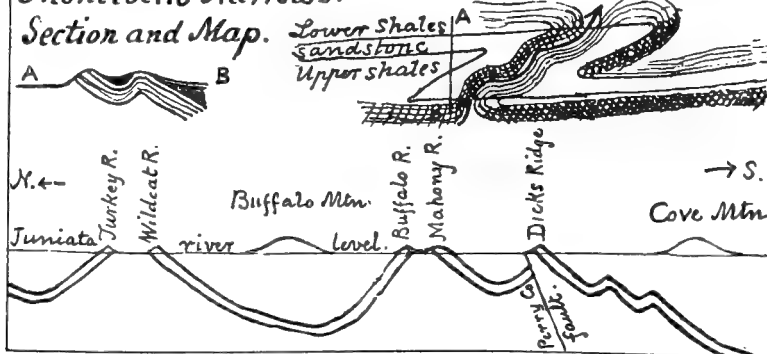 Section and Map.
Lower Shales
Sandstone
Upper shales
A
A B
Turkey R.
Wildcat R.
Buffalo R.
Mahony R.
Dicks Ridge
N.←
→S.
Buffalo Mtn.
Cove Mtn
Juniata river level.
Perry Co
fault.